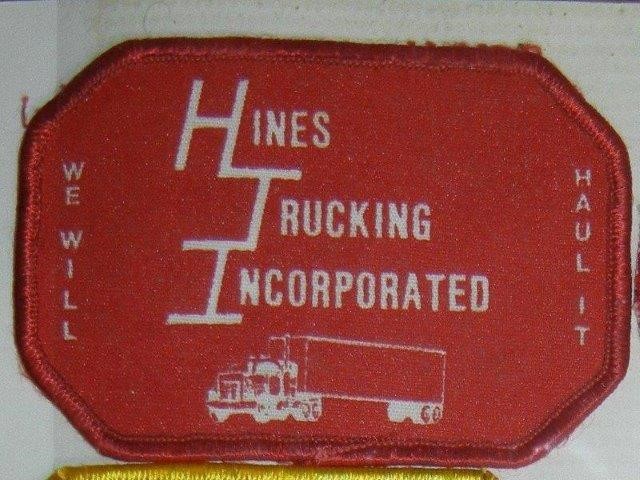 HINES
TRUCKING
INCORPORATED
WE WILL
HAUL IT